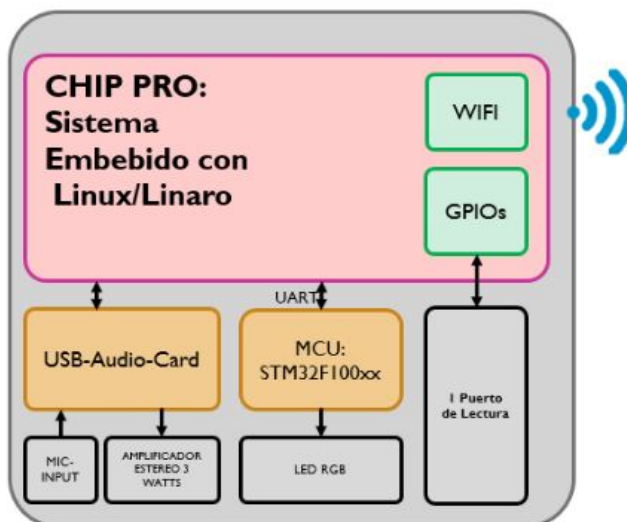 CHIP PRO:
Sistema
Embebido con
Linux/Linaro
WIFI
GPIOs
UART
USB-Audio-Card
MCU:
STM32F100xx
1 Puerto
de Lectura
MIC-
INPUT
AMPLIFICADOR
ESTEREO 3
WATTS
LED RGB